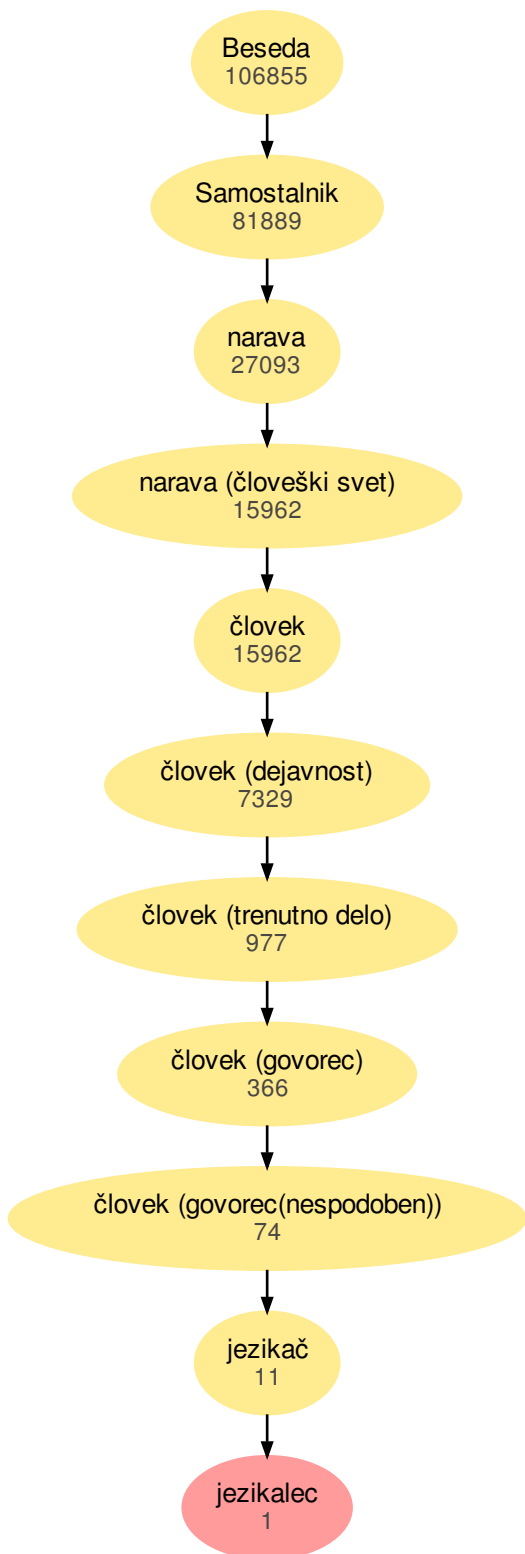 Beseda
106855
Samostalnik
81889
narava
27093
narava (človeški svet)
15962
človek
15962
človek (dejavnost)
7329
človek (trenutno delo)
977
človek (govorec)
366
človek (govorec(nespodoben))
74
jezikač
11
jezikalec
1